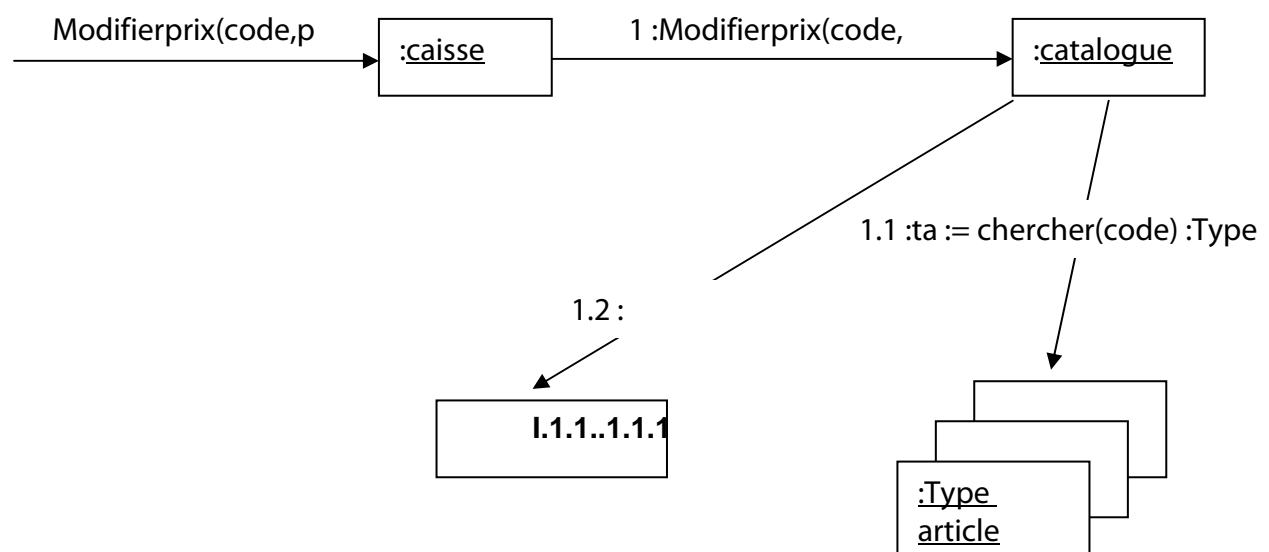 Modifierprix(code,p
:caisse
1 :Modifierprix(code,
:catalogue
1.1 :ta := chercher(code) :Type
1.2 :
I.1.1..1.1.1
:Type
article